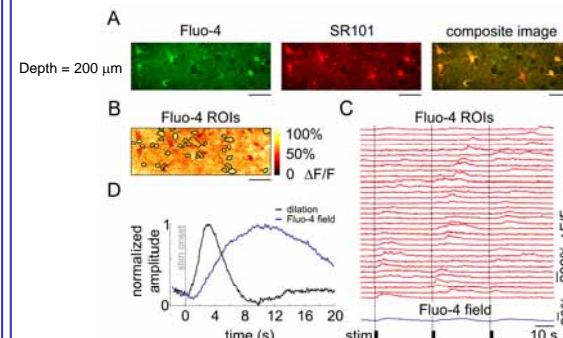 A
Fluo-4
SR101
composite image
Depth = 200 μm
B
Fluo-4 ROIs
100%
50%
0 ΔF/F
C
Fluo-4 ROIs
D
dilation
Fluo-4 field
normalized
amplitude
1
0
stim onset
0
4
8
12
16
20
time (s)
ΔF/F
Fluo-4 field
stim
10 s